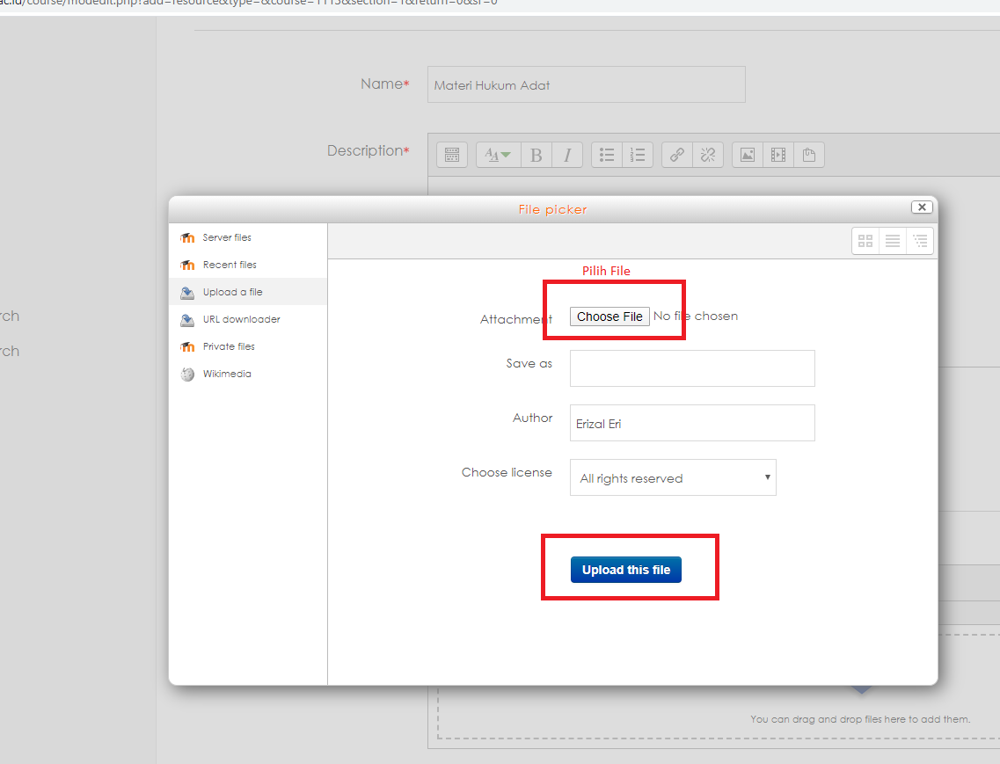 ac.id/course/modedit.php?add=resource&type=&course=1115&section=1&return=0&sr=0
Name*
Materi Hukum Adat
Description*
File picker
Server files
Recent files
Upload a file
URL downloader
Private files
Wikimedia
Pilih File
Attachment
Choose File No file chosen
Save as
Author
Erizal Eri
Choose license
All rights reserved
Upload this file
rch
rch
You can drag and drop files here to add them.